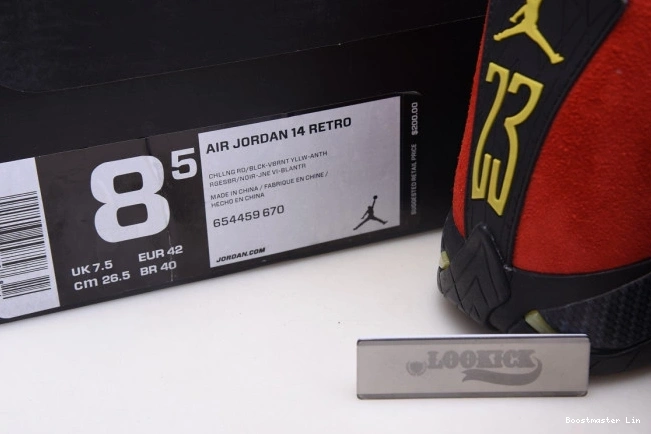 8 5
UK 7.5 EUR 42
CM 26.5 BR 40
AIR JORDAN 14 RETRO
CHLLNG RD/BLCK-VBRNT YLLW-ANTH
RGESBR/NOIR-JNE VI-BLANTR
MADE IN CHINA / FABRIQUE EN CHINE /
HECHO EN CHINA
654459 670
JORDAN.COM
SUGGESTED RETAIL PRICE $200.00
23
LOOKICK
Boostmaster Lin